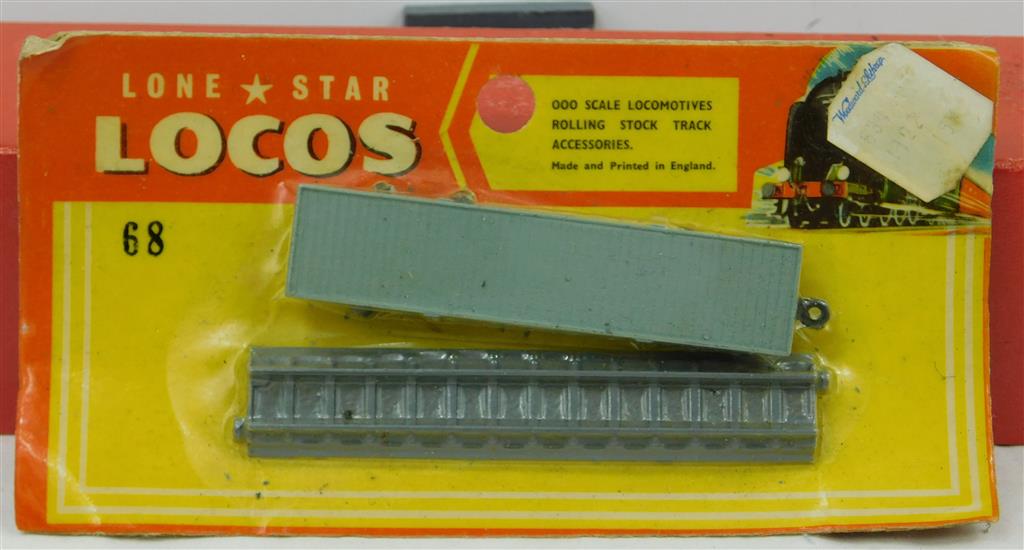 LONE ★ STAR
LOCOS
OOO SCALE LOCOMOTIVES
ROLLING STOCK TRACK
ACCESSORIES.
Made and Printed in England.
68